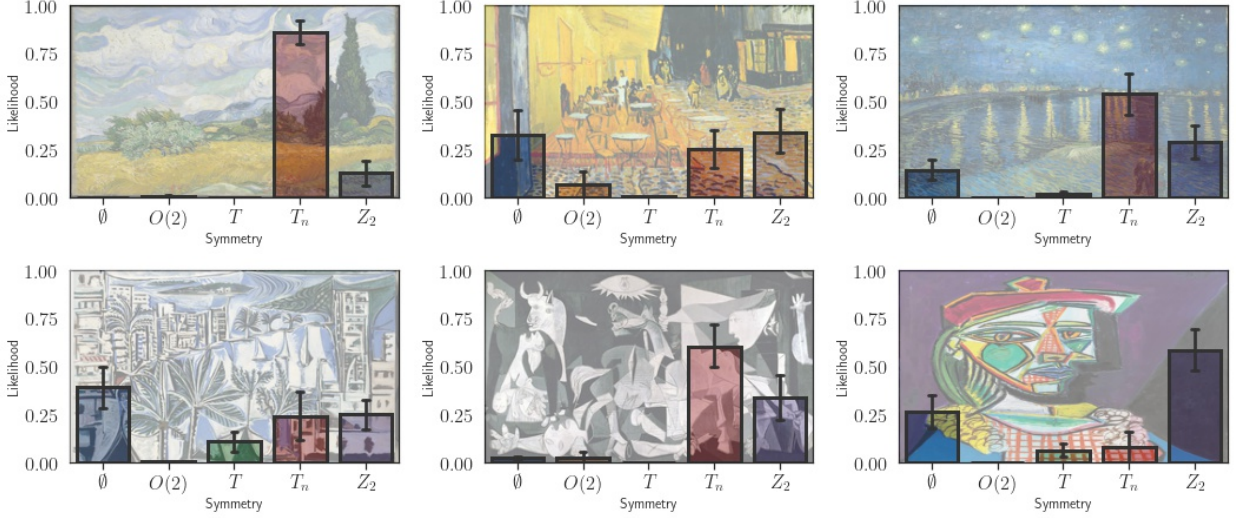 1.00 1.00 1.00
0.75 0.75 0.75
Likelihood Likelihood Likelihood
0.50 0.50 0.50
0.25 0.25 0.25
0.00 0.00 0.00
∅ O(2) T Tₙ Z₂ ∅ O(2) T Tₙ Z₂ ∅ O(2) T Tₙ Z₂
Symmetry Symmetry Symmetry
1.00 1.00 1.00
0.75 0.75 0.75
Likelihood Likelihood Likelihood
0.50 0.50 0.50
0.25 0.25 0.25
0.00 0.00 0.00
∅ O(2) T Tₙ Z₂ ∅ O(2) T Tₙ Z₂ ∅ O(2) T Tₙ Z₂
Symmetry Symmetry Symmetry